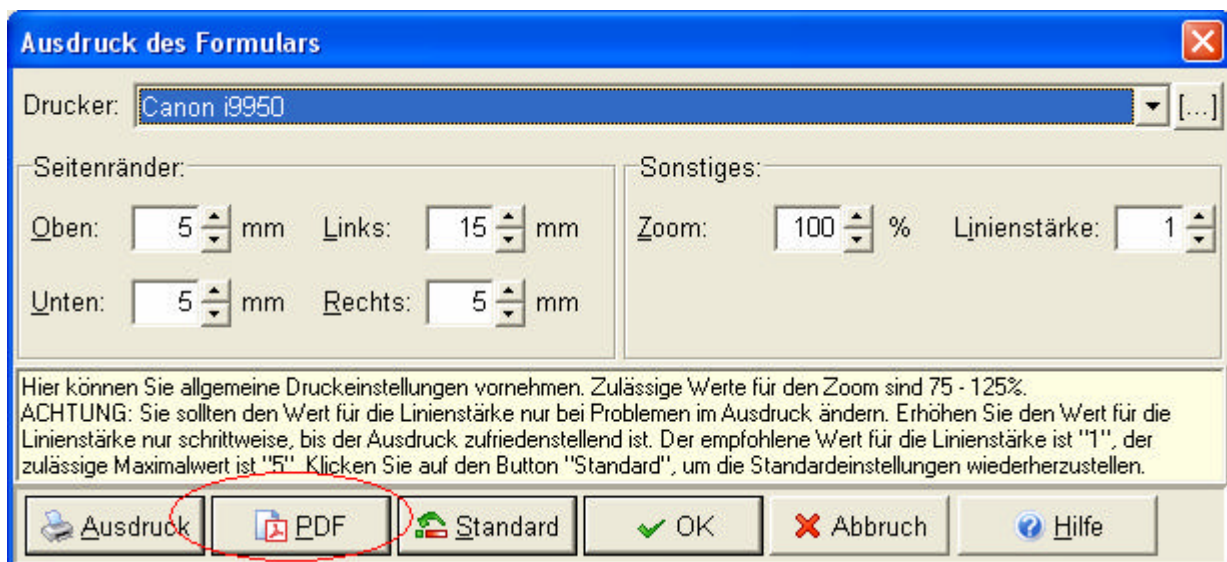 Ausdruck des Formulars
Drucker: Canon i9950 [...]
Seitenränder:
Oben: 5 mm Links: 15 mm
Unten: 5 mm Rechts: 5 mm
Sonstiges:
Zoom: 100 % Linienstärke: 1
Hier können Sie allgemeine Druckeinstellungen vornehmen. Zulässige Werte für den Zoom sind 75 - 125%.
ACHTUNG: Sie sollten den Wert für die Linienstärke nur bei Problemen im Ausdruck ändern. Erhöhen Sie den Wert für die
Linienstärke nur schrittweise, bis der Ausdruck zufriedenstellend ist. Der empfohlene Wert für die Linienstärke ist "1", der
zulässige Maximalwert ist "5". Klicken Sie auf den Button "Standard", um die Standardeinstellungen wiederherzustellen.
Ausdruck PDF Standard OK Abbruch Hilfe